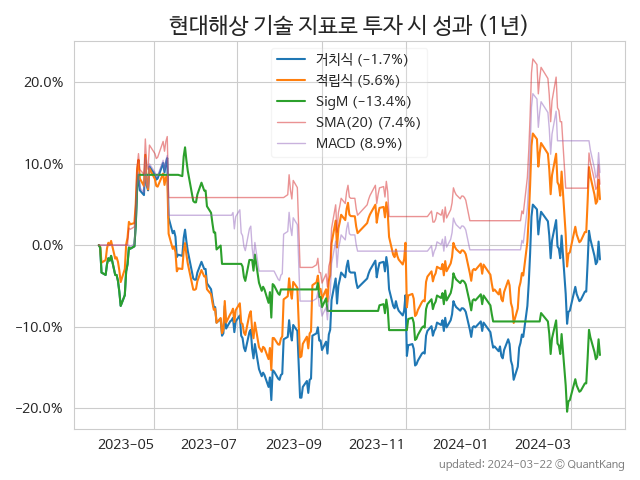 현대해상 기술 지표로 투자 시 성과 (1년)
거치식 (−1.7%)
적립식 (5.6%)
SigM (−13.4%)
SMA(20) (7.4%)
MACD (8.9%)
20.0%
10.0%
0.0%
−10.0%
−20.0%
2023-05 2023-07 2023-09 2023-11 2024-01 2024-03
updated: 2024-03-22 ⓒ QuantKang